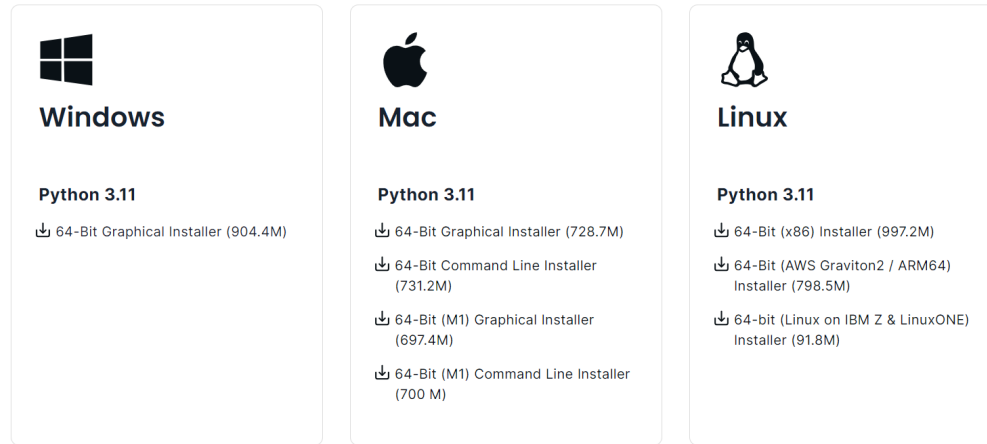 Windows
Python 3.11
64-Bit Graphical Installer (904.4M)
Mac
Python 3.11
64-Bit Graphical Installer (728.7M)
64-Bit Command Line Installer
(731.2M)
64-Bit (M1) Graphical Installer
(697.4M)
64-Bit (M1) Command Line Installer
(700 M)
Linux
Python 3.11
64-Bit (x86) Installer (997.2M)
64-Bit (AWS Graviton2 / ARM64)
Installer (798.5M)
64-bit (Linux on IBM Z & LinuxONE)
Installer (91.8M)